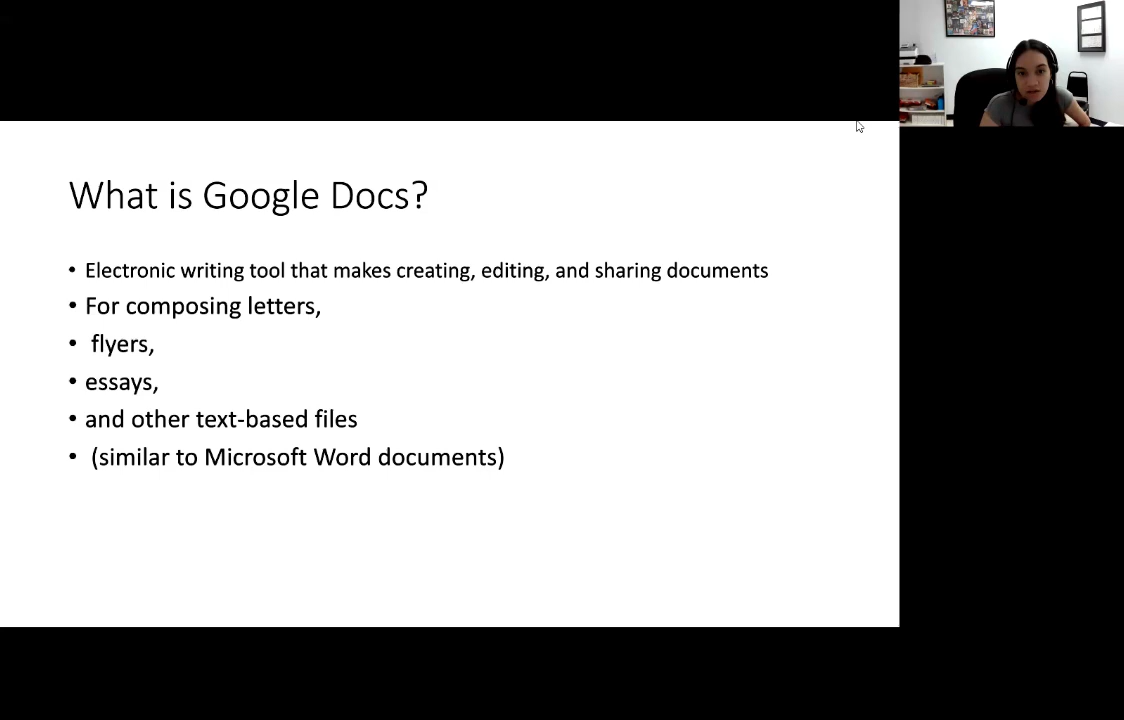 What is Google Docs?
• Electronic writing tool that makes creating, editing, and sharing documents
• For composing letters,
• flyers,
• essays,
• and other text-based files
• (similar to Microsoft Word documents)